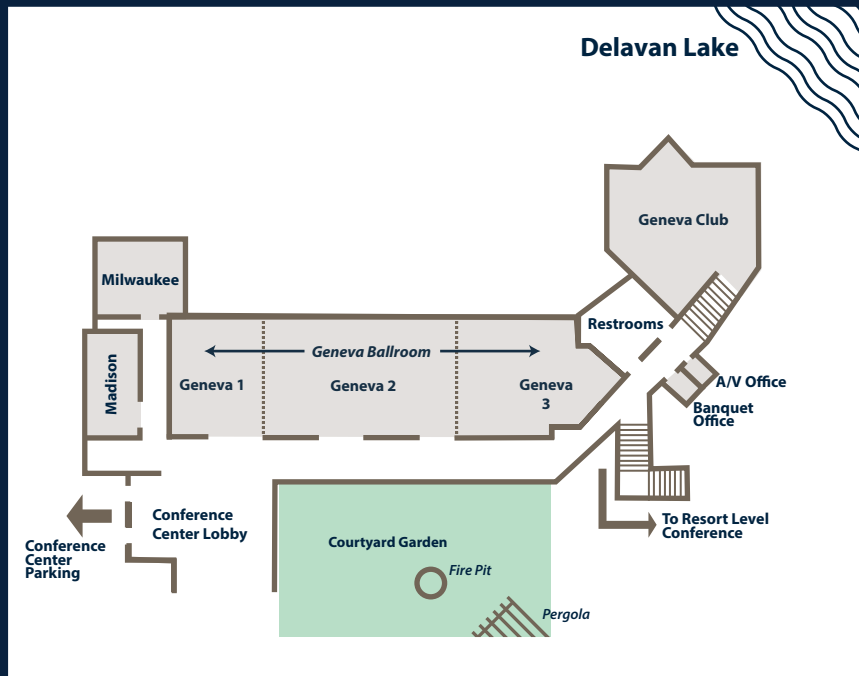 Delavan Lake
Geneva Club
Milwaukee
Restrooms
Geneva Ballroom
Madison
Geneva 1
Geneva 2
Geneva
3
A/V Office
Banquet
Office
Conference
Center Lobby
To Resort Level
Conference
Conference
Center
Parking
Courtyard Garden
Fire Pit
Pergola